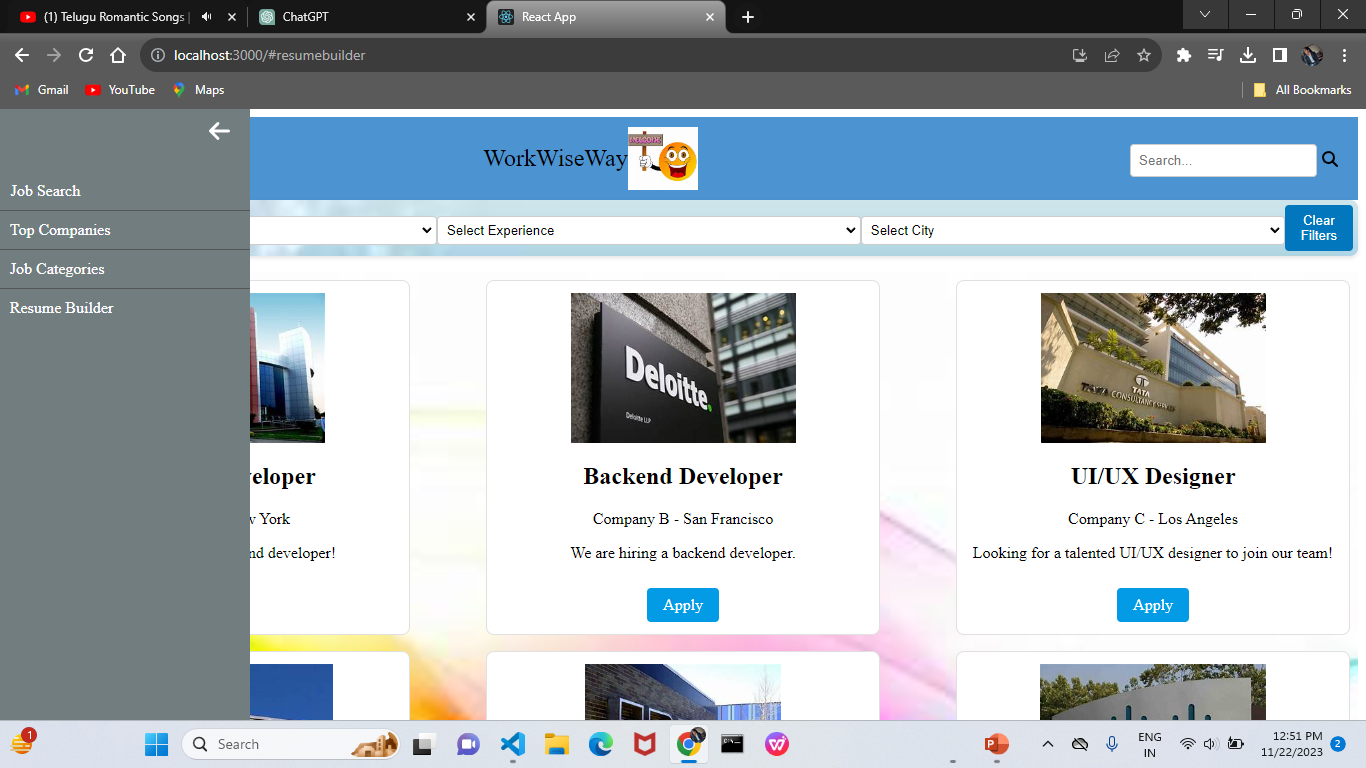 (1) Telugu Romantic Songs |
ChatGPT
React App
localhost:3000/#resumebuilder
Gmail
YouTube
Maps
All Bookmarks
WorkWiseWay
WELCOME
Search...
Job Search
Top Companies
Job Categories
Resume Builder
Select Experience
Select City
Clear
Filters
Deloitte.
Deloitte LLP
TATA
TATA CONSULTANCY SERVICES
veloper
w York
nd developer!
Backend Developer
Company B - San Francisco
We are hiring a backend developer.
Apply
UI/UX Designer
Company C - Los Angeles
Looking for a talented UI/UX designer to join our team!
Apply
1
Search
ENG
IN
12:51 PM
11/22/2023
2